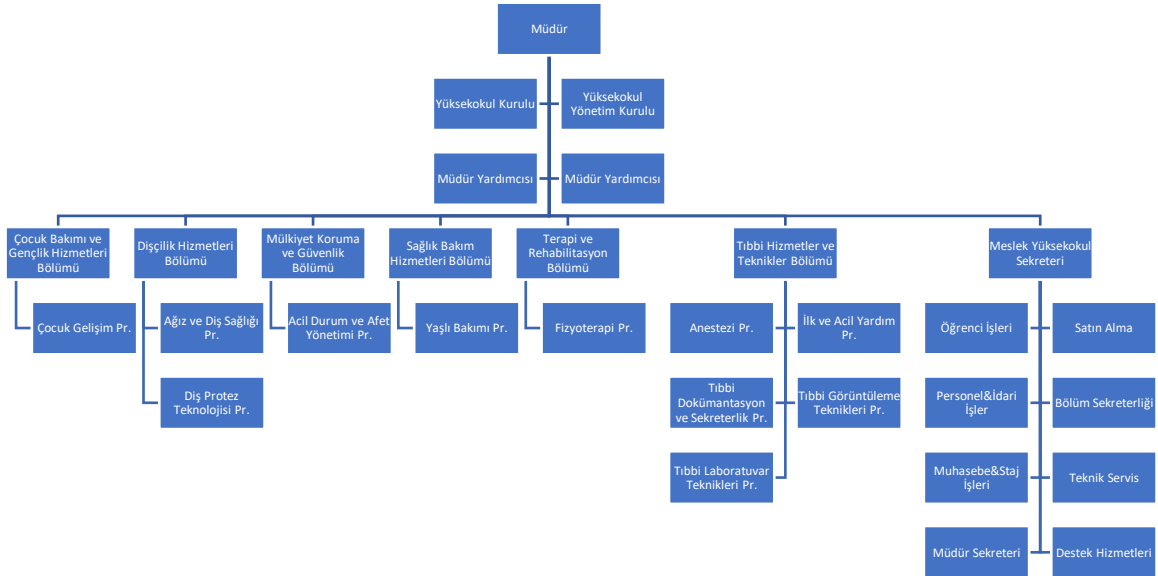 Müdür
Yüksekokul Kurulu
Yüksekokul
Yönetim Kurulu
Müdür Yardımcısı
Müdür Yardımcısı
Çocuk Bakımı ve
Gençlik Hizmetleri
Bölümü
Çocuk Gelişim Pr.
Dişçilik Hizmetleri
Bölümü
Ağız ve Diş Sağlığı
Pr.
Diş Protez
Teknolojisi Pr.
Mülkiyet Koruma
ve Güvenlik
Bölümü
Acil Durum ve Afet
Yönetimi Pr.
Sağlık Bakım
Hizmetleri Bölümü
Yaşlı Bakımı Pr.
Terapi ve
Rehabilitasyon
Bölümü
Fizyoterapi Pr.
Tıbbi Hizmetler ve
Teknikler Bölümü
Anestezi Pr.
İlk ve Acil Yardım
Pr.
Tıbbi
Dokümantasyon
ve Sekreterlik Pr.
Tıbbi Görüntüleme
Teknikleri Pr.
Tıbbi Laboratuvar
Teknikleri Pr.
Meslek Yüksekokul
Sekreteri
Öğrenci İşleri
Satın Alma
Personel&İdari
İşler
Bölüm Sekreterliği
Muhasebe&Staj
İşleri
Teknik Servis
Müdür Sekreteri
Destek Hizmetleri